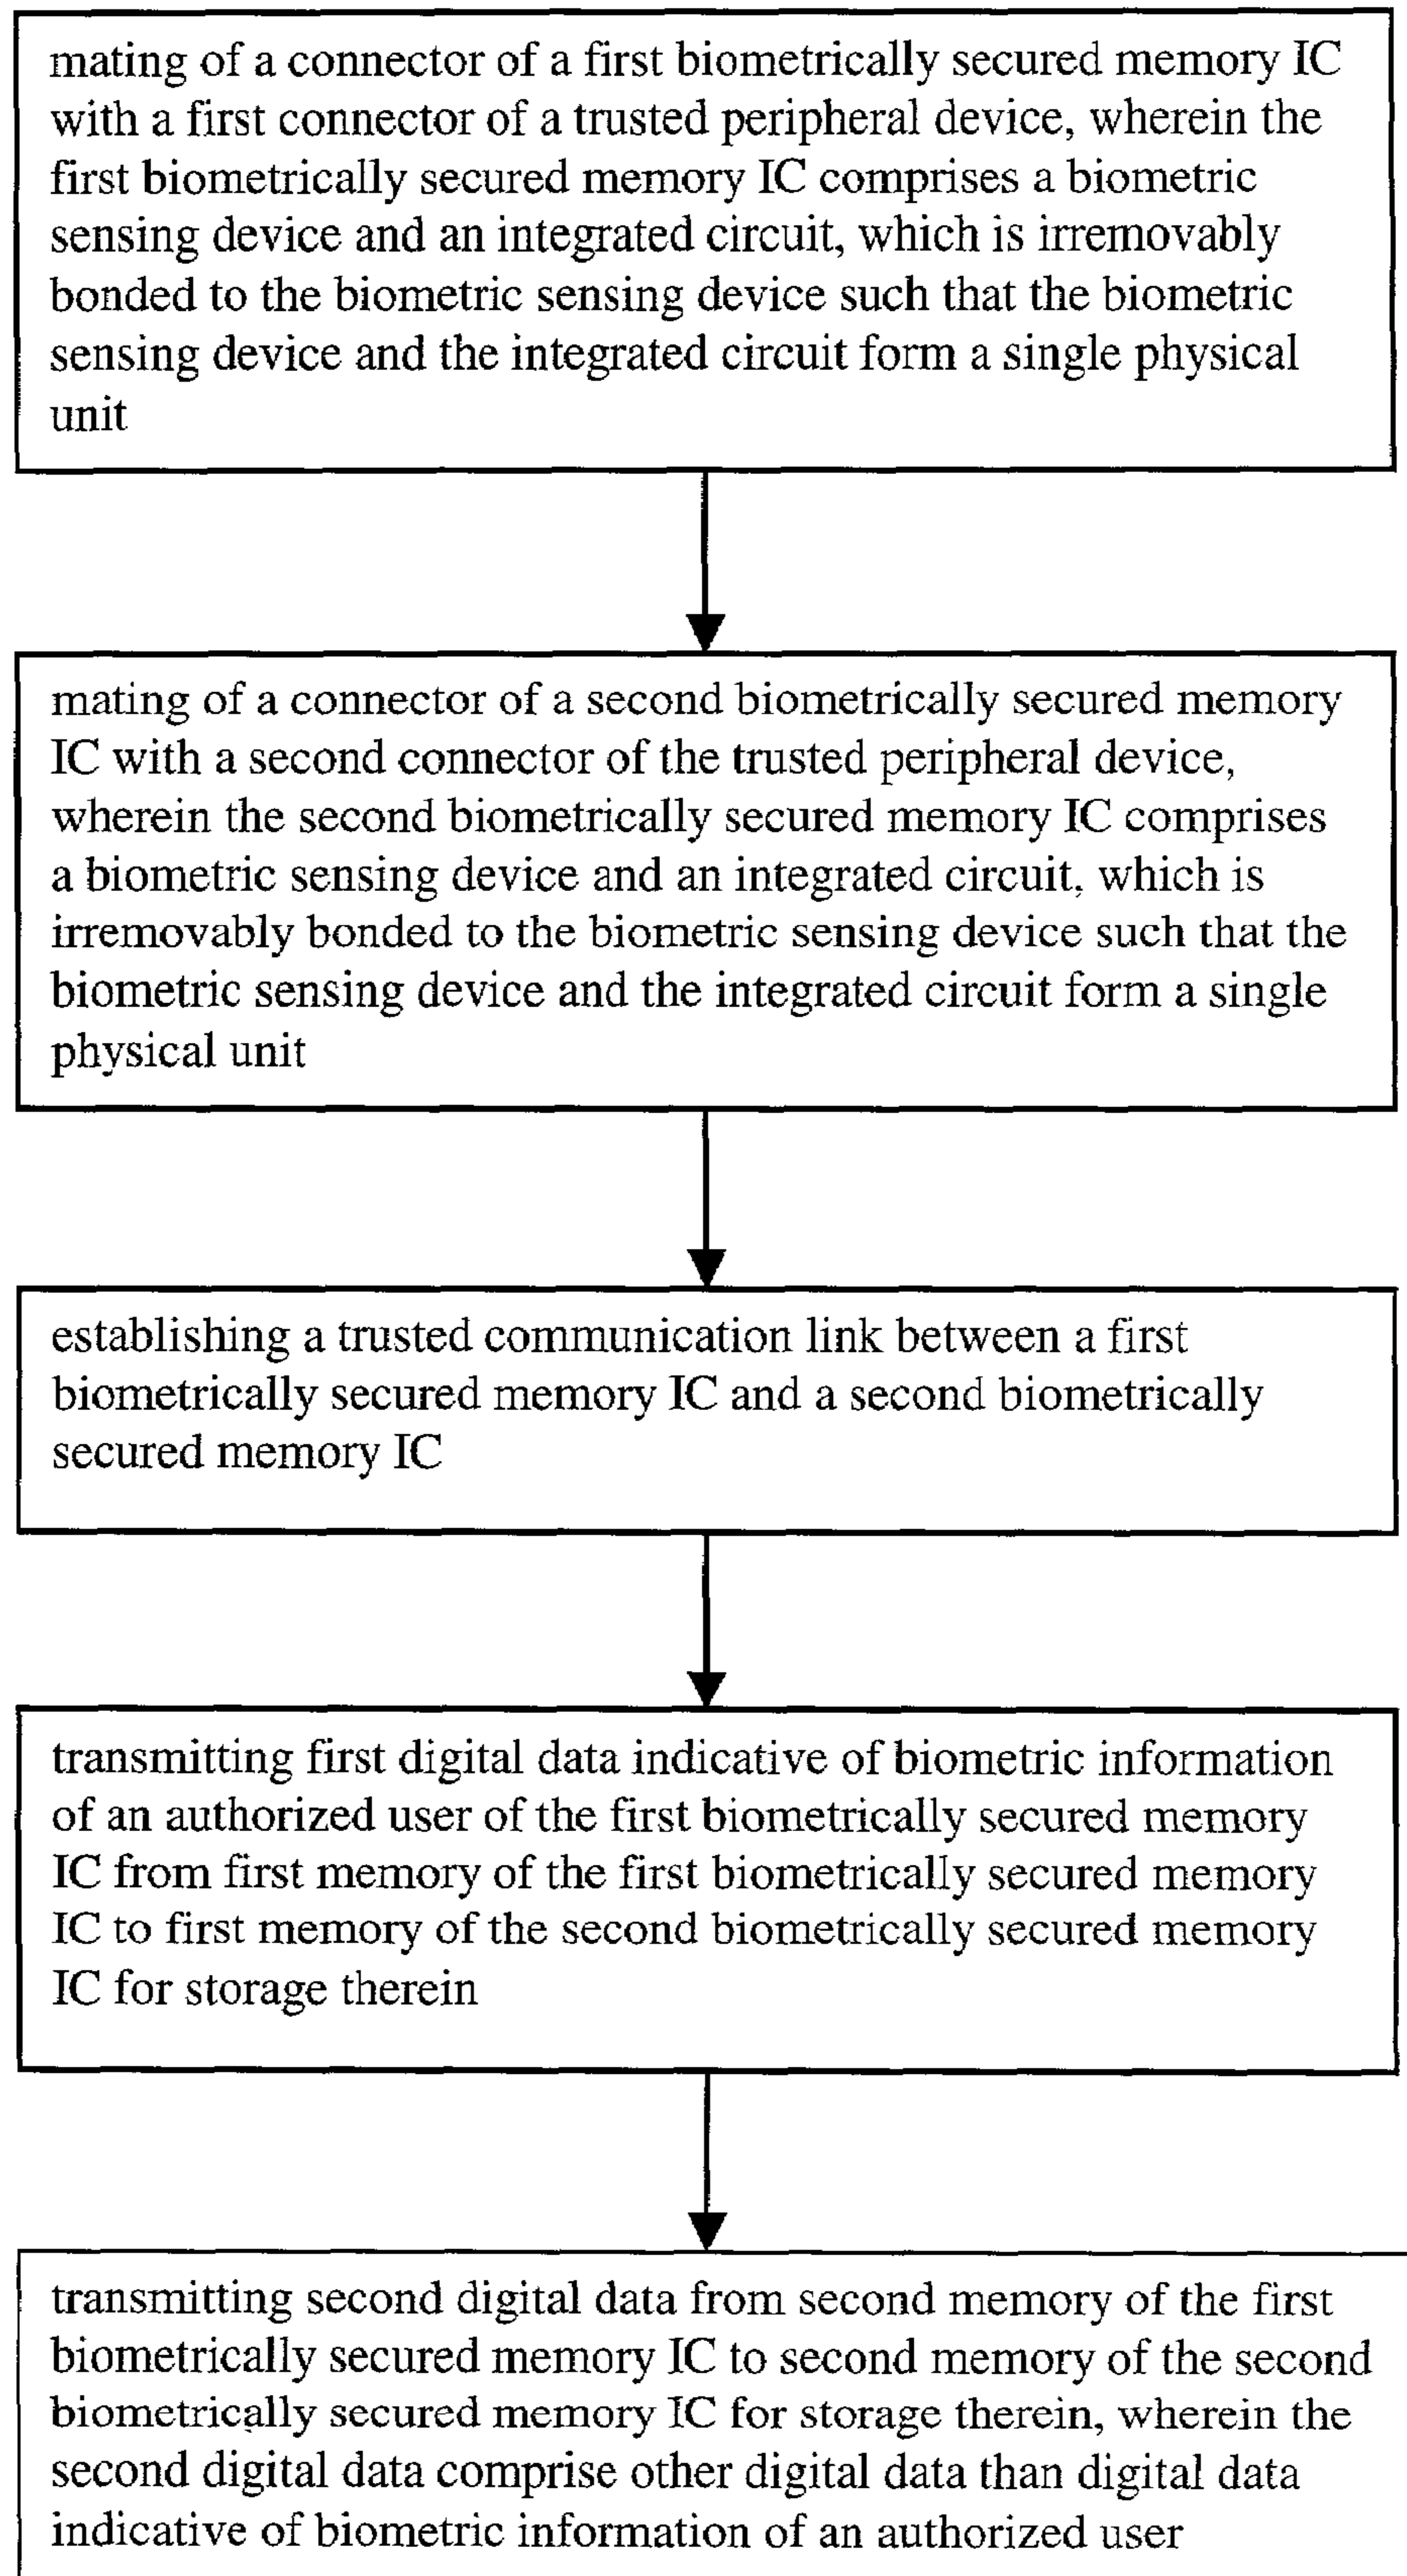 mating of a connector of a first biometrically secured memory IC
with a first connector of a trusted peripheral device, wherein the
first biometrically secured memory IC comprises a biometric
sensing device and an integrated circuit, which is irremovably
bonded to the biometric sensing device such that the biometric
sensing device and the integrated circuit form a single physical
unit
mating of a connector of a second biometrically secured memory
IC with a second connector of the trusted peripheral device,
wherein the second biometrically secured memory IC comprises
a biometric sensing device and an integrated circuit, which is
irremovably bonded to the biometric sensing device such that the
biometric sensing device and the integrated circuit form a single
physical unit
establishing a trusted communication link between a first
biometrically secured memory IC and a second biometrically
secured memory IC
transmitting first digital data indicative of biometric information
of an authorized user of the first biometrically secured memory
IC from first memory of the first biometrically secured memory
IC to first memory of the second biometrically secured memory
IC for storage therein
transmitting second digital data from second memory of the first
biometrically secured memory IC to second memory of the second
biometrically secured memory IC for storage therein, wherein the
second digital data comprise other digital data than digital data
indicative of biometric information of an authorized user